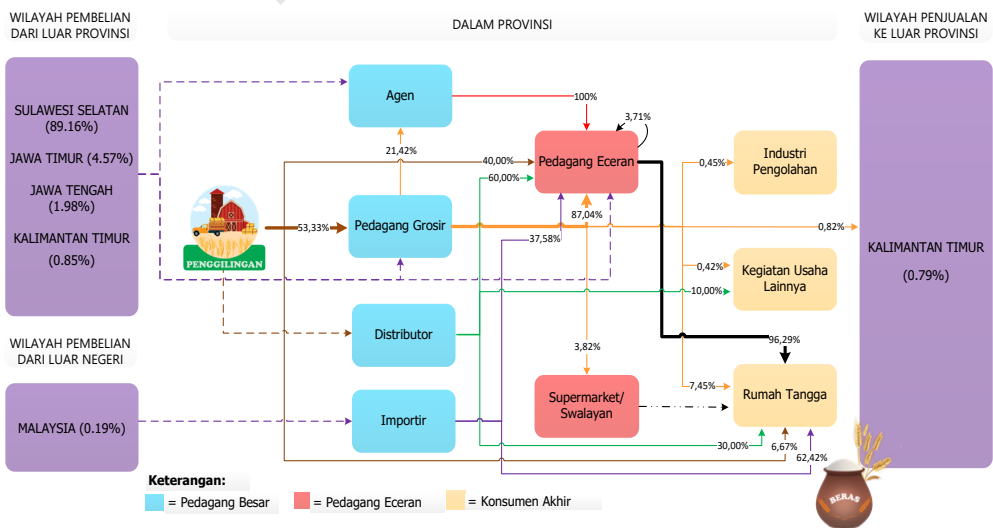 WILAYAH PEMBELIAN
DARI LUAR PROVINSI
DALAM PROVINSI
WILAYAH PENJUALAN
KE LUAR PROVINSI
SULAWESI SELATAN
(89.16%)
JAWA TIMUR (4.57%)
JAWA TENGAH
(1.98%)
KALIMANTAN TIMUR
(0.85%)
WILAYAH PEMBELIAN
DARI LUAR NEGERI
MALAYSIA (0.19%)
PENGGILINGAN
53,33%
Agen
21,42%
Pedagang Grosir
Distributor
Importir
100%
3,71%
40,00%
60,00%
Pedagang Eceran
87,04%
37,58%
3,82%
Supermarket/
Swalayan
0,45%
Industri
Pengolahan
0,82%
0,42%
Kegiatan Usaha
Lainnya
10,00%
96,29%
7,45%
Rumah Tangga
30,00%
6,67%
62,42%
KALIMANTAN TIMUR
(0.79%)
BERAS
Keterangan:
= Pedagang Besar
= Pedagang Eceran
= Konsumen Akhir